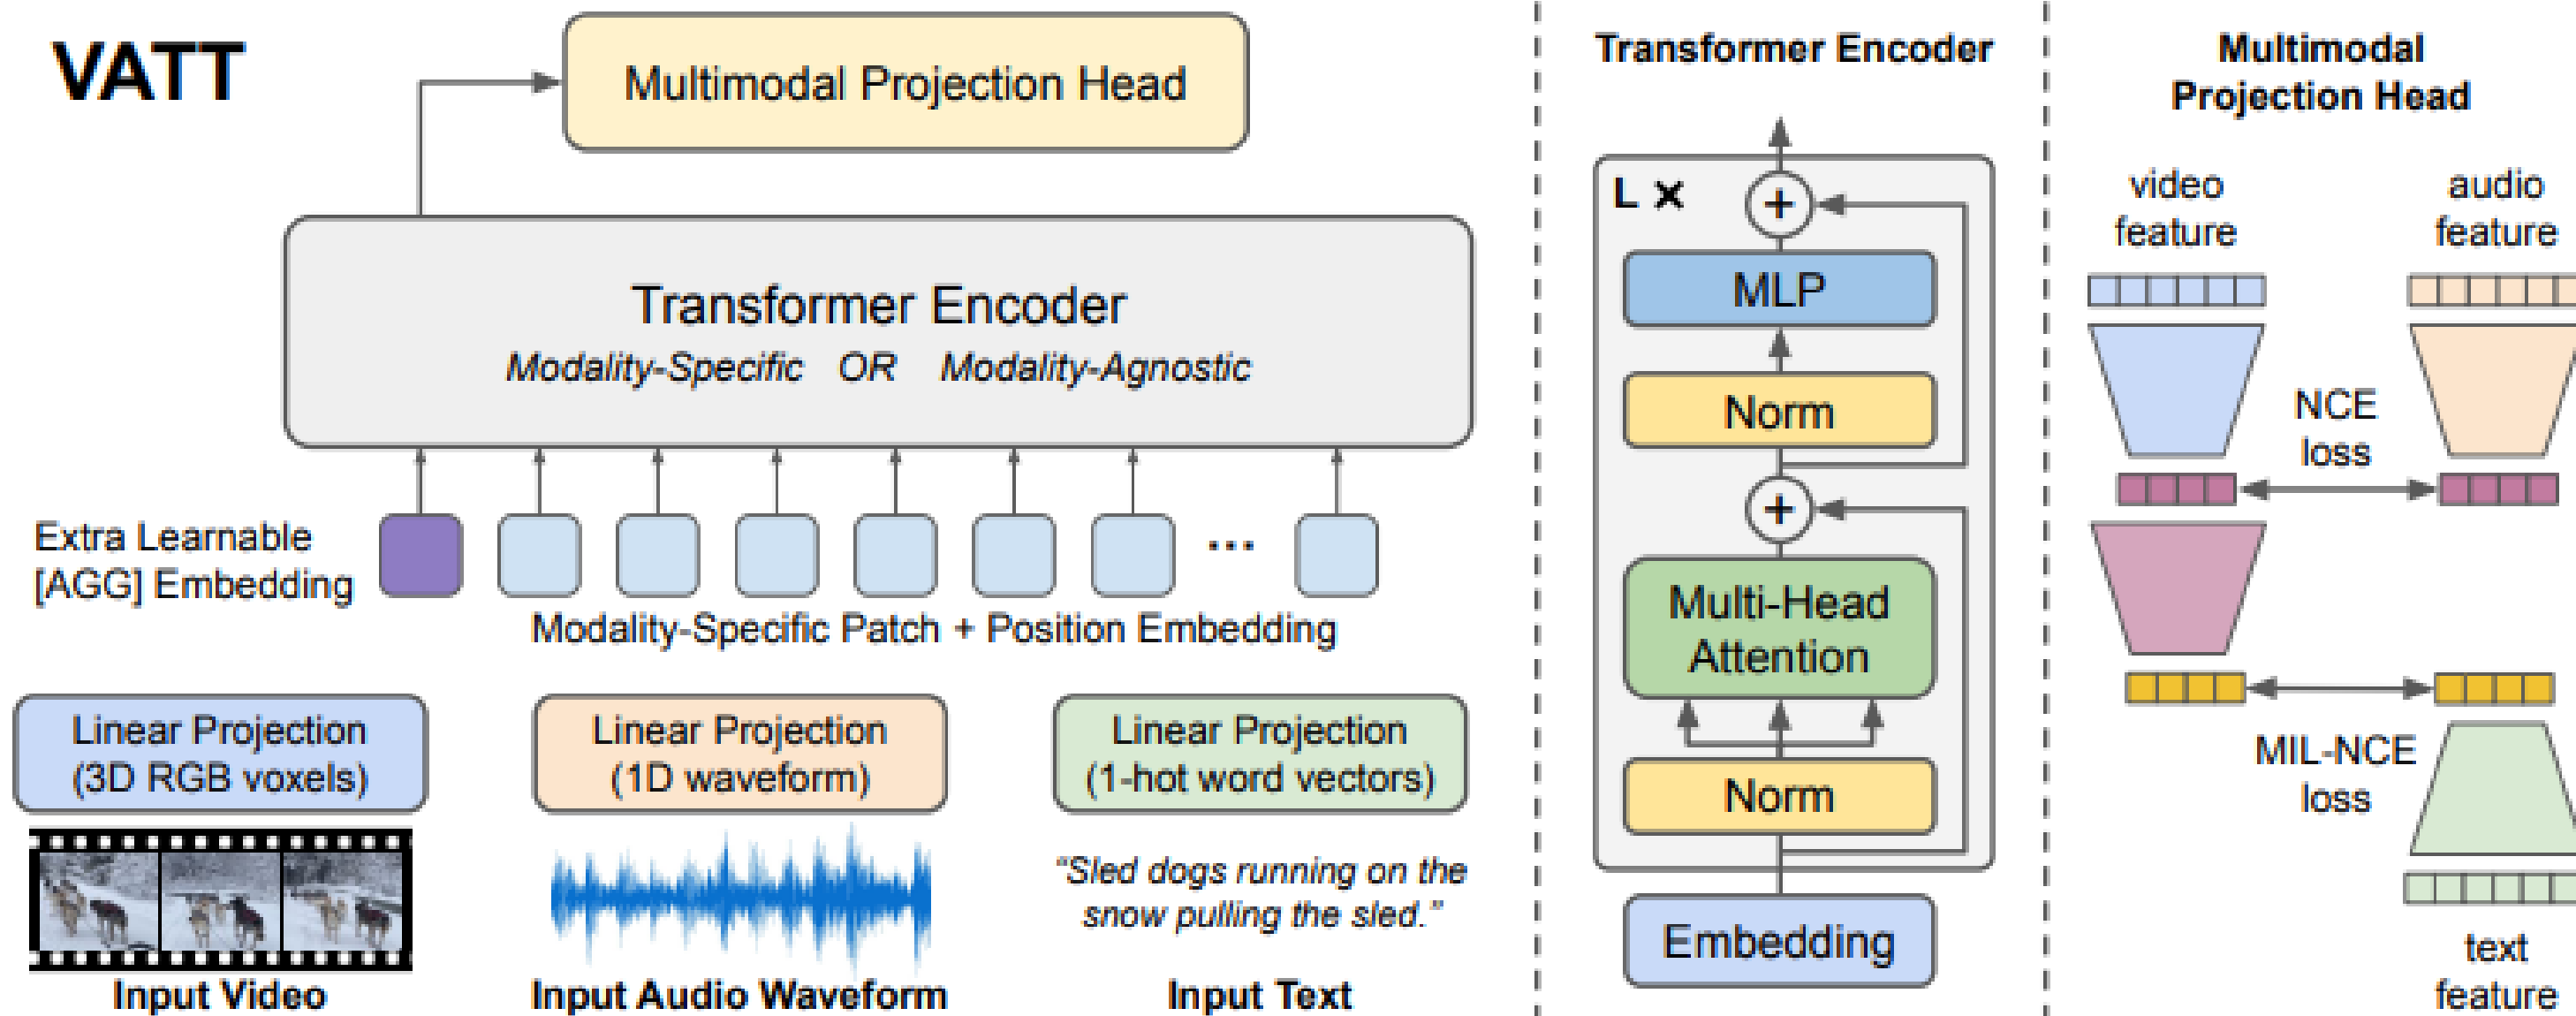 VATT
Multimodal Projection Head
Transformer Encoder
Modality-Specific OR Modality-Agnostic
Extra Learnable
[AGG] Embedding
...
Modality-Specific Patch + Position Embedding
Linear Projection
(3D RGB voxels)
Linear Projection
(1D waveform)
Linear Projection
(1-hot word vectors)
“Sled dogs running on the
snow pulling the sled.”
Input Video
Input Audio Waveform
Input Text
Transformer Encoder
L ×
+
MLP
Norm
+
Multi-Head
Attention
Norm
Embedding
Multimodal
Projection Head
video
feature
audio
feature
NCE
loss
MIL-NCE
loss
text
feature